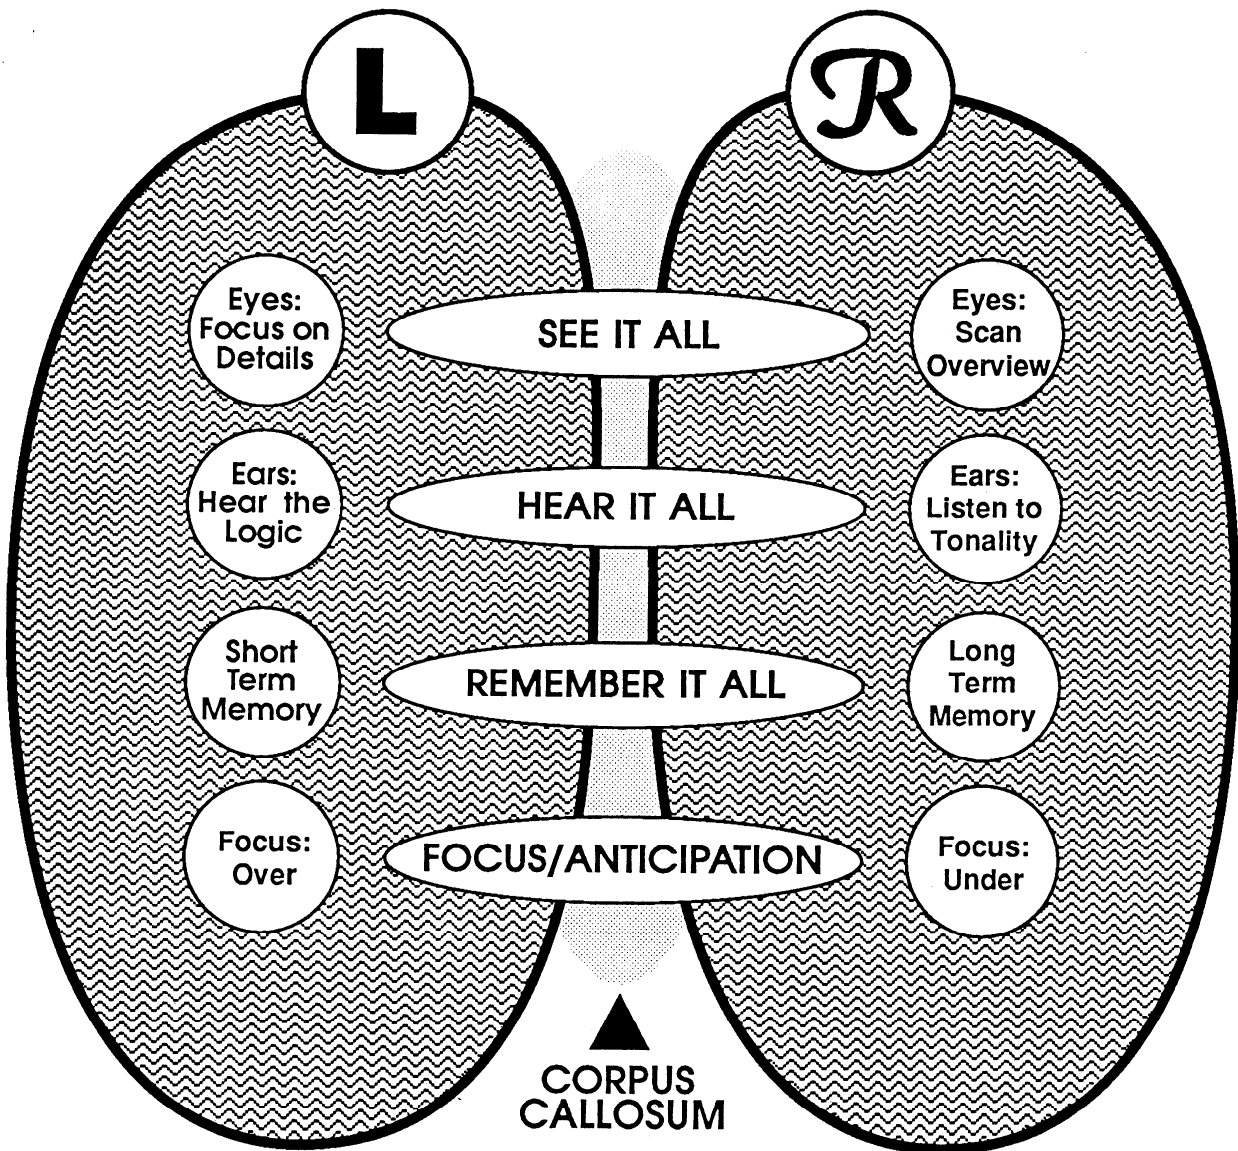 L
R
Eyes:
Focus on
Details
SEE IT ALL
Eyes:
Scan
Overview
Ears:
Hear the
Logic
HEAR IT ALL
Ears:
Listen to
Tonality
Short
Term
Memory
REMEMBER IT ALL
Long
Term
Memory
Focus:
Over
FOCUS/ANTICIPATION
Focus:
Under
CORPUS
CALLOSUM